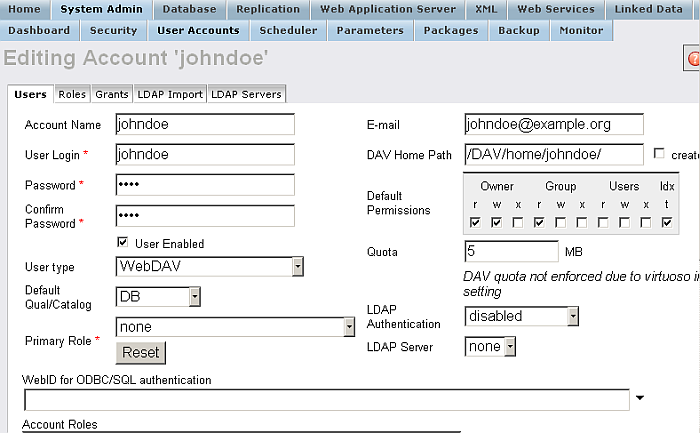 Home System Admin Database Replication Web Application Server XML Web Services Linked Data
Dashboard Security User Accounts Scheduler Parameters Packages Backup Monitor
Editing Account 'johndoe'
?
Users Roles Grants LDAP Import LDAP Servers
Account Name johndoe E-mail johndoe@example.org
User Login * johndoe DAV Home Path /DAV/home/johndoe/ create
Password * ••••
Default Permissions
Owner Group Users Idx
r w x r w x r w x t
Confirm Password * ••••
User Enabled
Quota 5 MB
User type WebDAV
DAV quota not enforced due to virtuoso
setting
Default Qual/Catalog DB
LDAP Authentication disabled
Primary Role * none
Reset
LDAP Server none
WebID for ODBC/SQL authentication
Account Roles